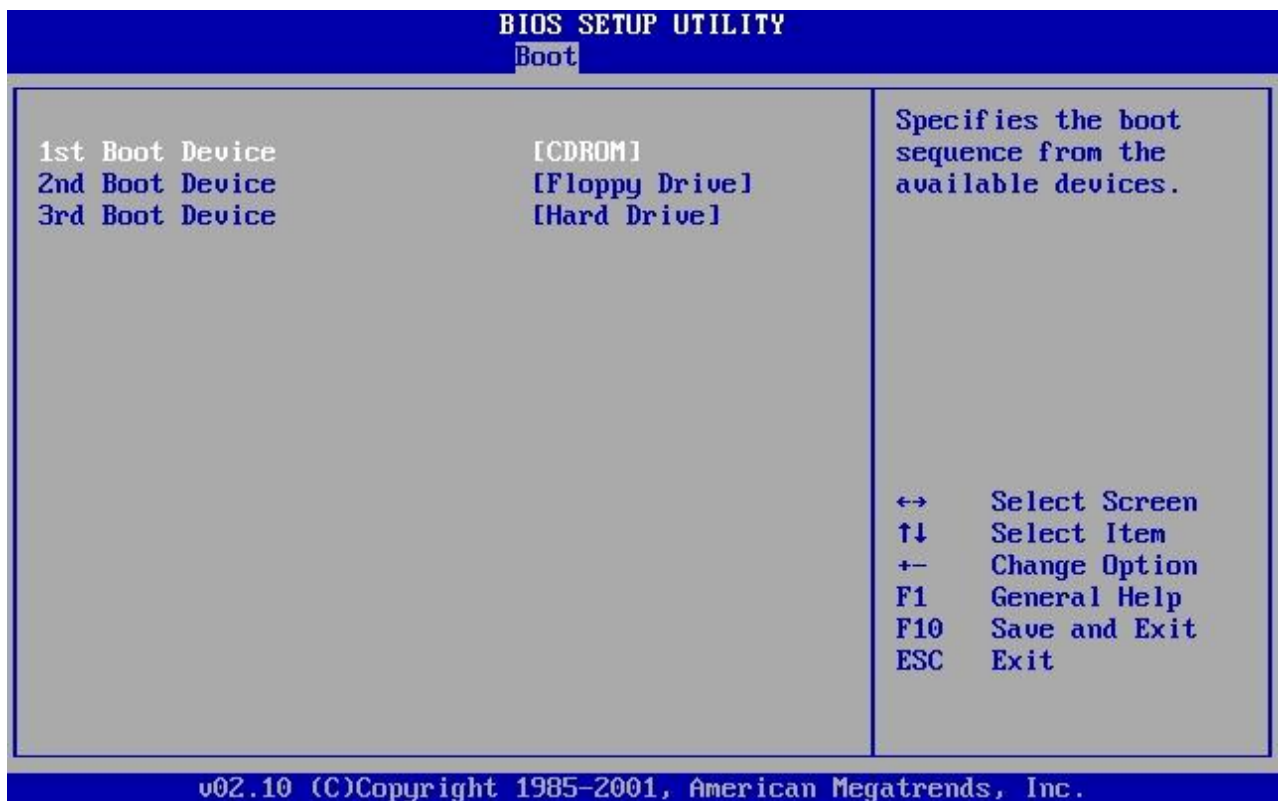 BIOS SETUP UTILITY
Boot
1st Boot Device [CDROM]
2nd Boot Device [Floppy Drive]
3rd Boot Device [Hard Drive]
Specifies the boot
sequence from the
available devices.
←→ Select Screen
↑↓ Select Item
+- Change Option
F1 General Help
F10 Save and Exit
ESC Exit
v02.10 (C)Copyright 1985-2001, American Megatrends, Inc.